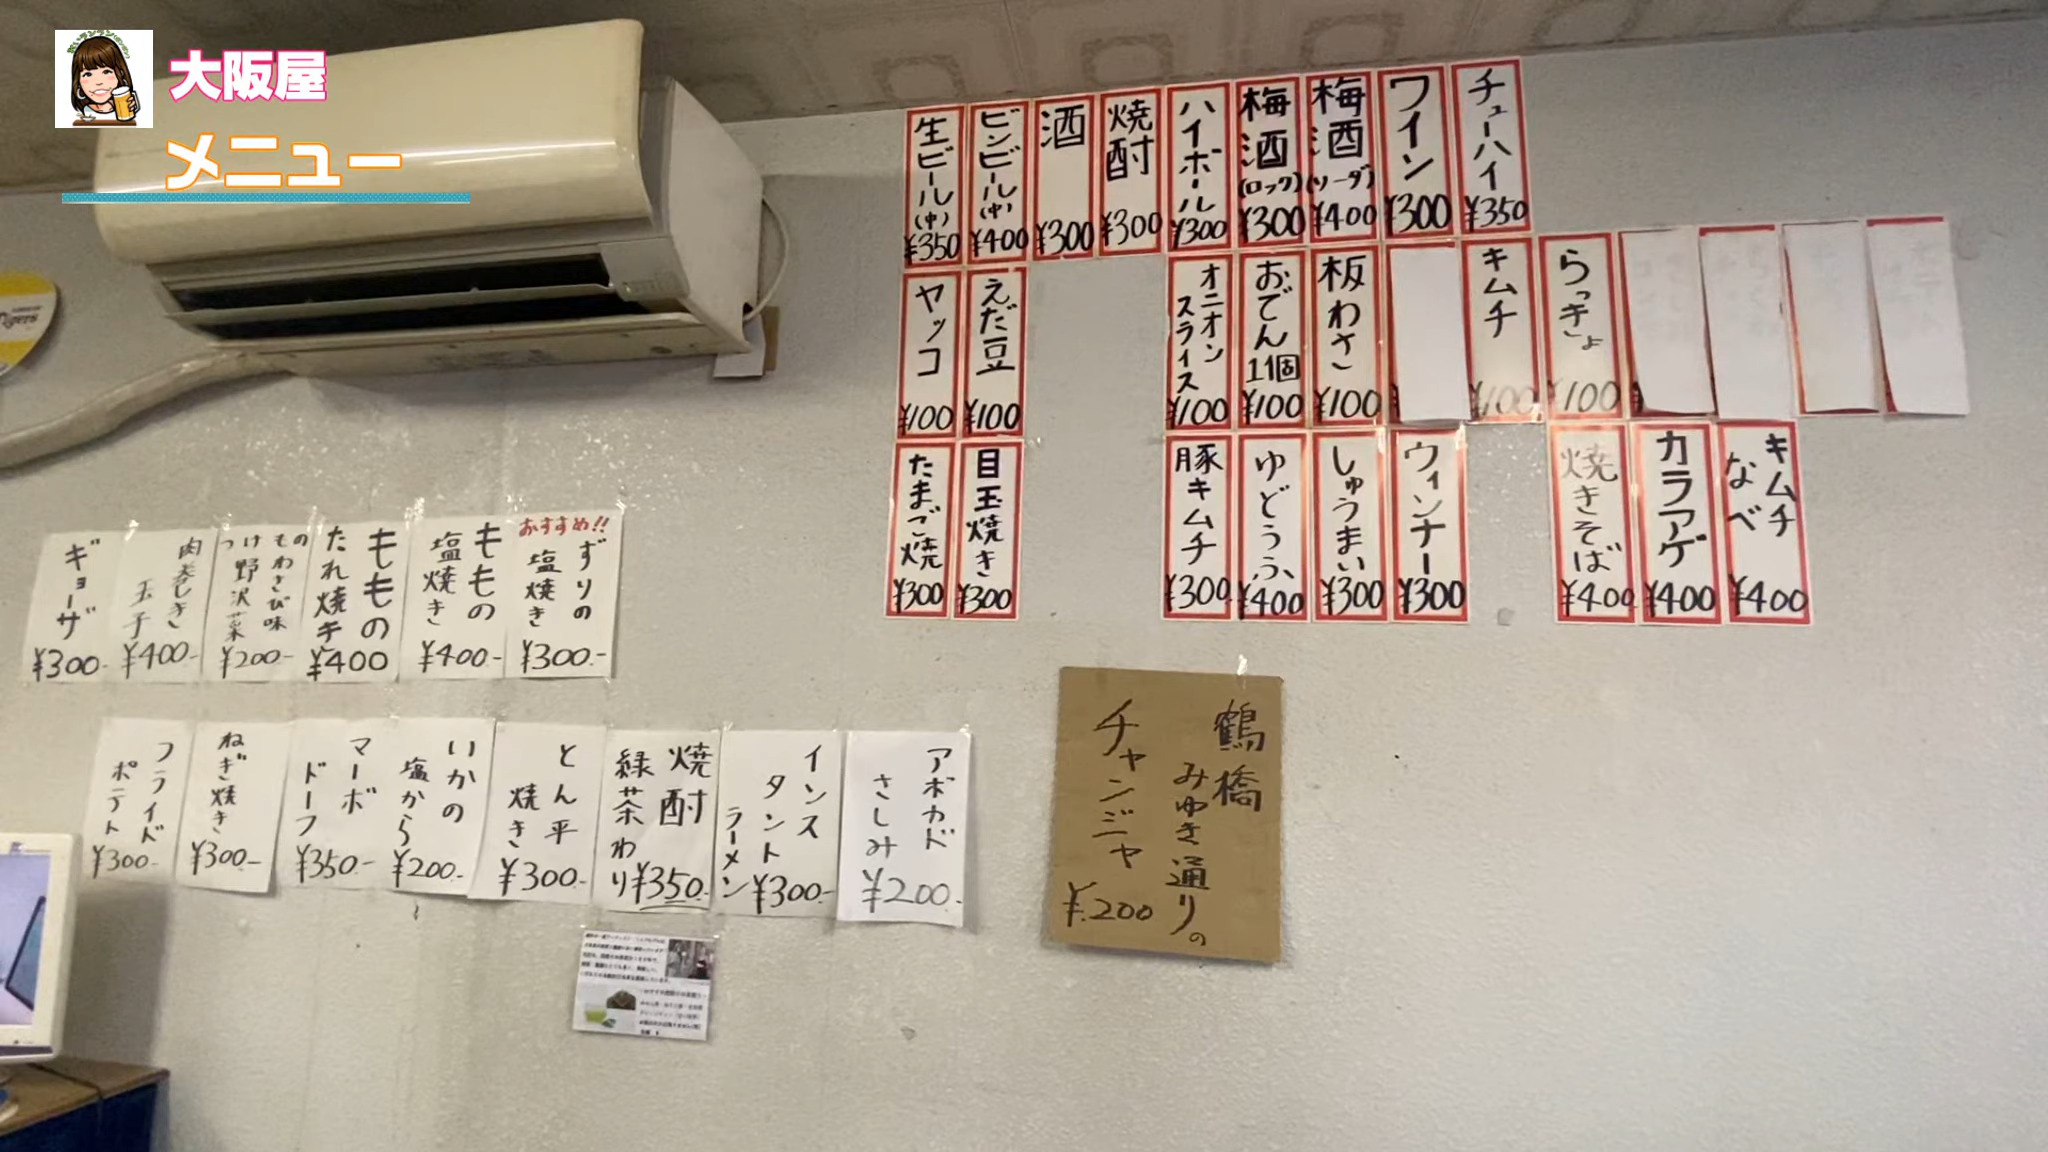 大阪屋
メニュー
Tigers
生ビール(中) ¥350
ビンビール(中) ¥400
酒 ¥300
焼酎 ¥300
ハイボール ¥300
梅酒(ロック) ¥300
梅酒(ソーダ) ¥400
ワイン ¥300
チューハイ ¥350
ヤッコ ¥100
えだ豆 ¥100
オニオンスライス ¥100
おでん1個 ¥100
板わさ ¥100
キムチ ¥100
らっきょ ¥100
たまご焼 ¥300
目玉焼き ¥300
豚キムチ ¥300
ゆどうふ ¥400
しゅうまい ¥300
ウィンナー ¥300
焼きそば ¥400
カラアゲ ¥400
キムチなべ ¥400
ギョーザ ¥300-
肉巻き玉子 ¥400-
のわさび味
もけ野沢菜
¥200-
もものたれ焼き ¥400
ももの塩焼き ¥400-
おすすめ!!
ずりの塩焼き ¥300-
フライドポテト ¥300-
ねぎ焼き ¥300-
マーボドーフ ¥350-
いかの塩から ¥200-
とん平焼き ¥300-
焼酎緑茶わり ¥350-
インスタントラーメン ¥300-
アボカドさしみ ¥200-
鶴橋みゆき通りのチャンジャ ¥200